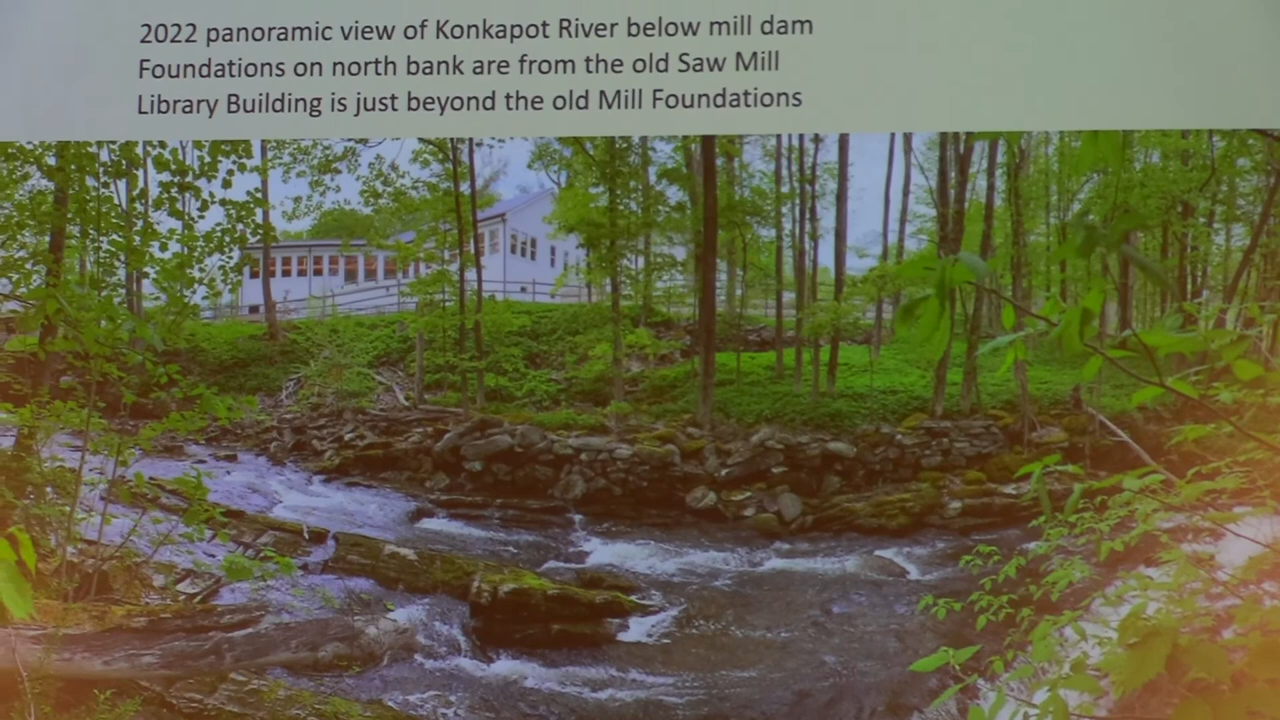 2022 panoramic view of Konkapot River below mill dam
Foundations on north bank are from the old Saw Mill
Library Building is just beyond the old Mill Foundations